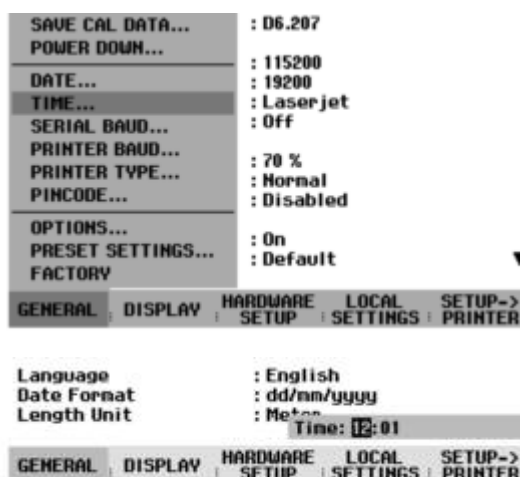 SAVE CAL DATA... : D6.207
POWER DOWN...
: 115200
DATE... : 19200
TIME... : Laserjet
SERIAL BAUD... : Off
PRINTER BAUD...
: 70 %
PRINTER TYPE... : Normal
PINCODE... : Disabled
OPTIONS... : On
PRESET SETTINGS... : Default
FACTORY
GENERAL DISPLAY HARDWARE SETUP LOCAL SETTINGS SETUP-> PRINTER
Language : English
Date Format : dd/mm/yyyy
Length Unit : Meter
Time: 12:01
GENERAL DISPLAY HARDWARE SETUP LOCAL SETTINGS SETUP-> PRINTER